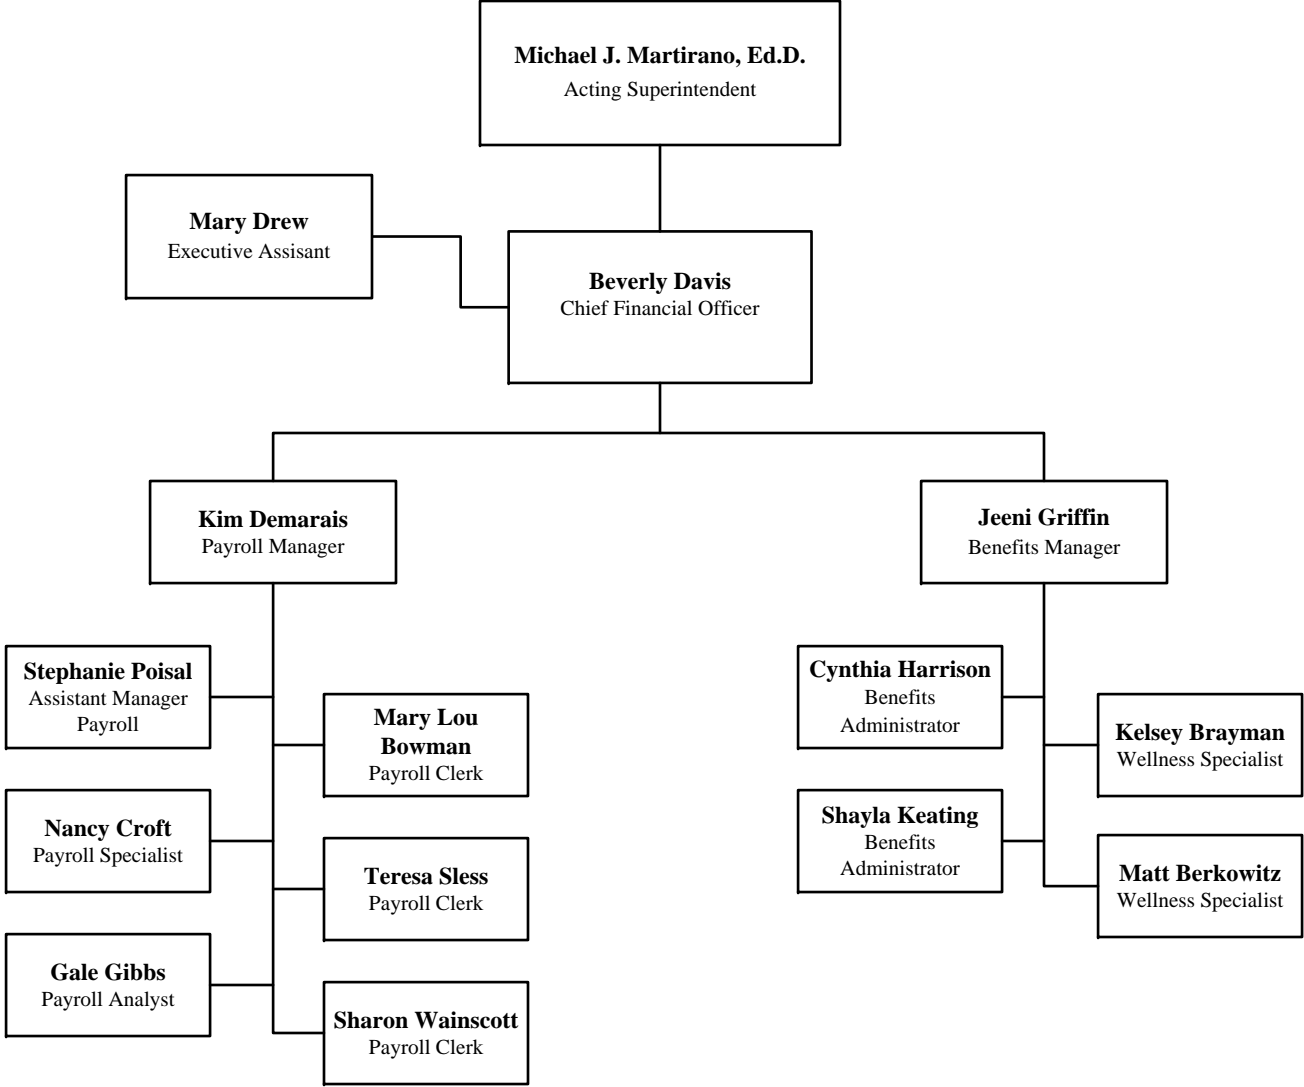 Michael J. Martirano, Ed.D.
Acting Superintendent
Mary Drew
Executive Assisant
Beverly Davis
Chief Financial Officer
Kim Demarais
Payroll Manager
Jeeni Griffin
Benefits Manager
Stephanie Poisal
Assistant Manager
Payroll
Mary Lou
Bowman
Payroll Clerk
Nancy Croft
Payroll Specialist
Teresa Sless
Payroll Clerk
Gale Gibbs
Payroll Analyst
Sharon Wainscott
Payroll Clerk
Cynthia Harrison
Benefits
Administrator
Kelsey Brayman
Wellness Specialist
Shayla Keating
Benefits
Administrator
Matt Berkowitz
Wellness Specialist